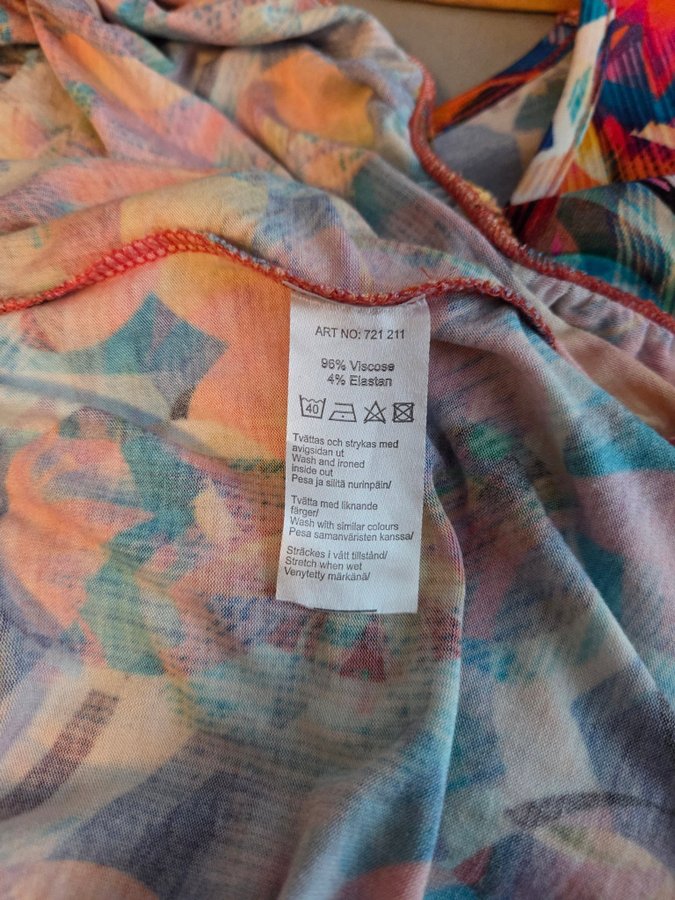 ART NO: 721 211
96% Viscose
4% Elastan
40
Tvättas och strykas med
avigsidan ut
Wash and ironed
inside out
Pesa ja silitä nurinpäin/
Tvätta med liknande
färger/
Wash with similar colours
Pesa samanväristen kanssa/
Sträckes i vått tillstånd/
Stretch when wet
Venytetty märkänä/